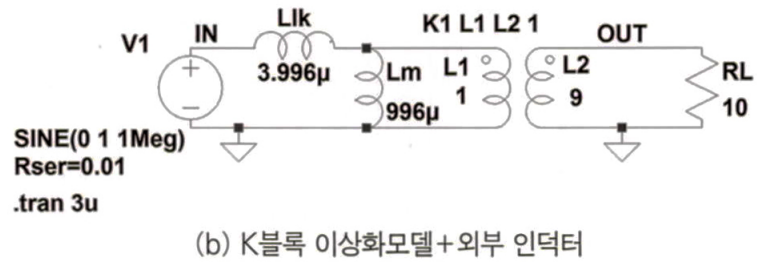 Llk
K1 L1 L2 1
V1
IN
OUT
+
−
3.996µ
Lm
996µ
L1
1
L2
9
RL
10
SINE(0 1 1Meg)
Rser=0.01
.tran 3u
(b) K블록 이상화모델+외부 인덕터